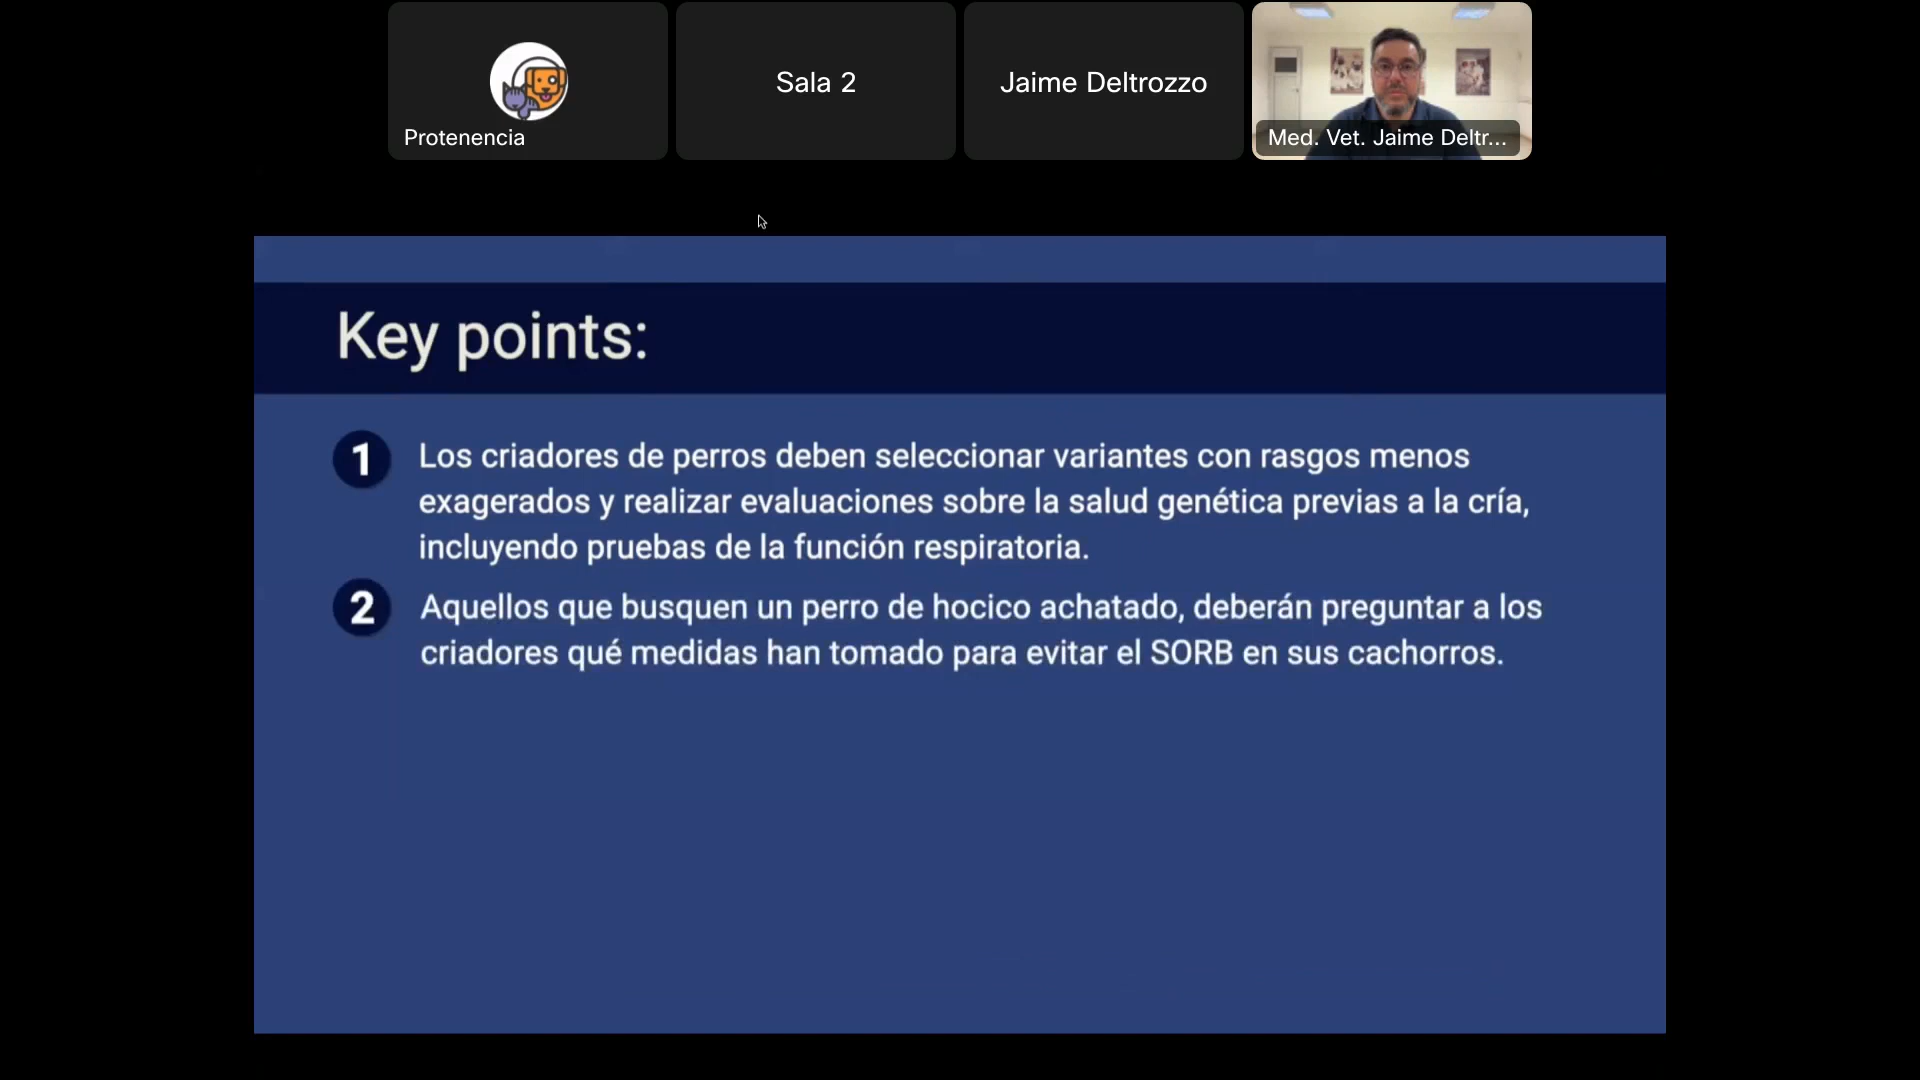 Protenencia
Sala 2
Jaime Deltrozzo
Med. Vet. Jaime Deltr...
Key points:
1 Los criadores de perros deben seleccionar variantes con rasgos menos
exagerados y realizar evaluaciones sobre la salud genética previas a la cría,
incluyendo pruebas de la función respiratoria.
2 Aquellos que busquen un perro de hocico achatado, deberán preguntar a los
criadores qué medidas han tomado para evitar el SORB en sus cachorros.